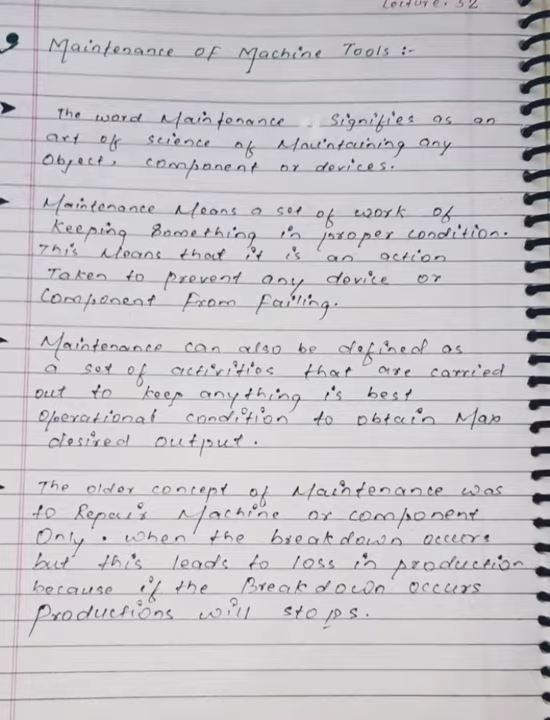 Lecture. 32
Maintenance of Machine Tools :-
The word Maintenance Signifies as an
art of science of Maintaining any
Object, component or devices.
Maintenance Means a set of work of
Keeping Something in proper condition.
This Means that it is an action
Taken to prevent any device or
Component from failing.
Maintenance can also be defined as
a set of activities that are carried
out to keep anything is best
Operational condition to obtain Max
desired output.
The older concept of Maintenance was
to Repair Machine or component
Only. when the breakdown occurs
but this leads to loss in production
because if the Breakdown occurs
Productions will stops.